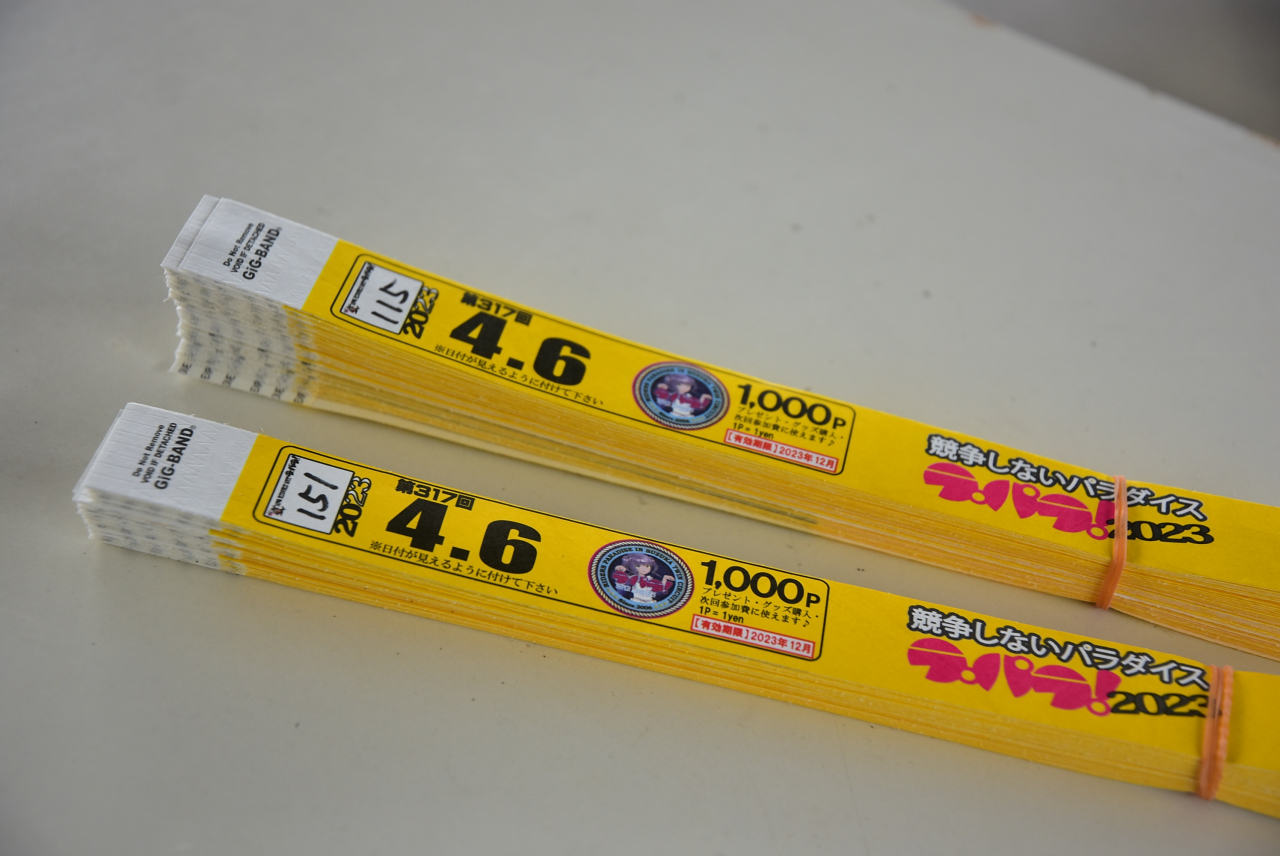 Do Not Remove
VOID IF DETACHED
GiG-BAND®
115
2023
第317回
4.6
※日付が見えるように付けて下さい
1,000P
プレゼント・グッズ購入・
次回参加費に使えます♪
1P = 1yen
[有効期限]2023年12月
競争しないパラダイス
ラパラ!
2023
Do Not Remove
VOID IF DETACHED
GiG-BAND®
151
2023
第317回
4.6
※日付が見えるように付けて下さい
RIDERS PARADISE IN
TWIN CIRCUIT
1,000P
プレゼント・グッズ購入・
次回参加費に使えます♪
1P = 1yen
[有効期限]2023年12月
競争しないパラダイス
ラパラ!
2023